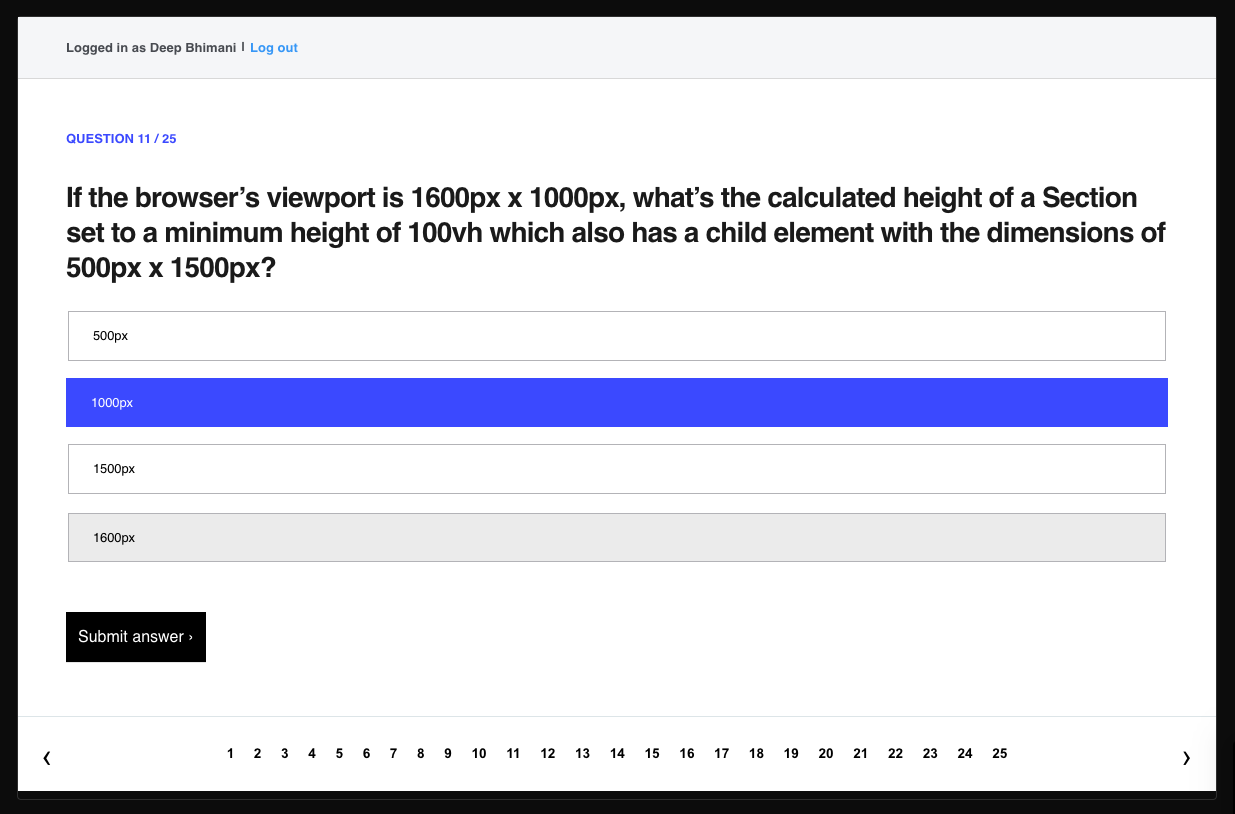 Logged in as Deep Bhimani | Log out
QUESTION 11 / 25
If the browser’s viewport is 1600px x 1000px, what’s the calculated height of a Section
set to a minimum height of 100vh which also has a child element with the dimensions of
500px x 1500px?
500px
1000px
1500px
1600px
Submit answer ›
‹ 1 2 3 4 5 6 7 8 9 10 11 12 13 14 15 16 17 18 19 20 21 22 23 24 25 ›